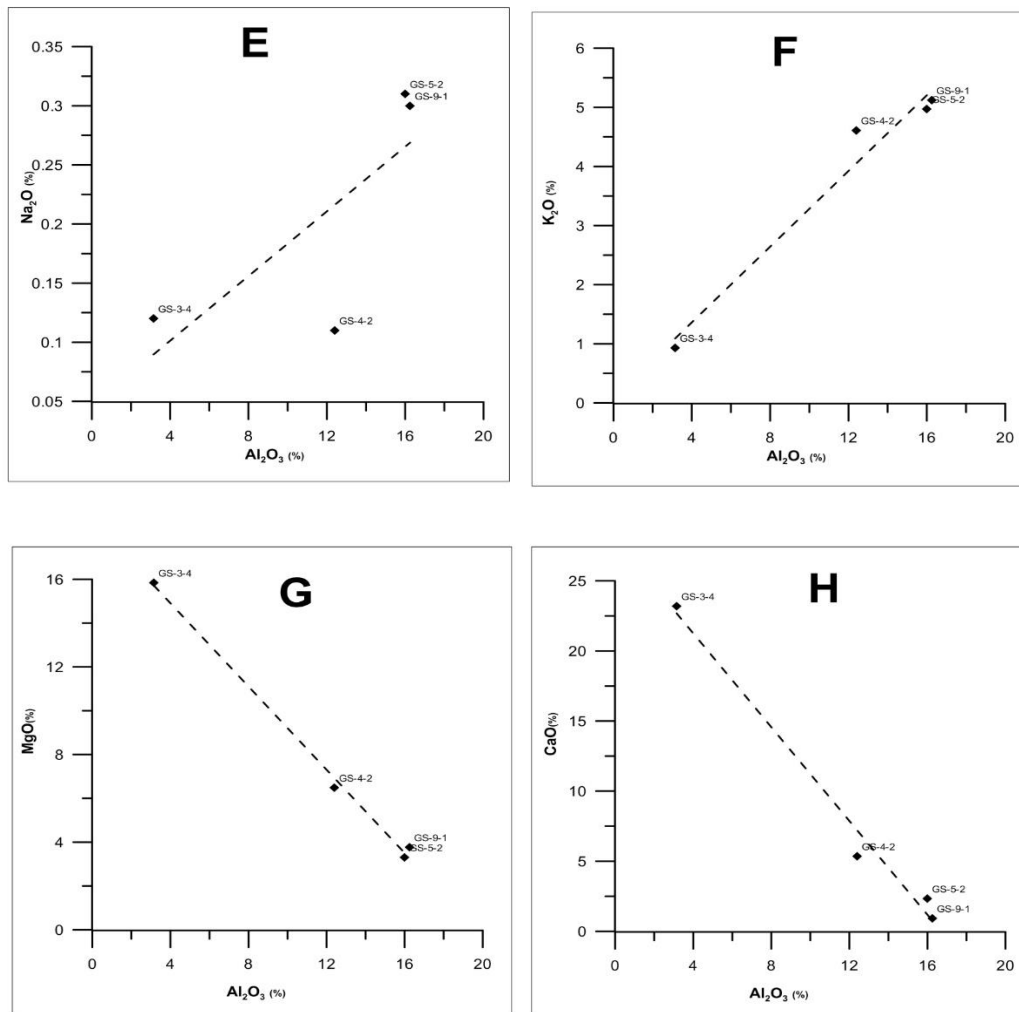 E
0.35
0.3
0.25
0.2
0.15
0.1
0.05
Na2O (%)
GS-5-2
GS-9-1
GS-3-4
GS-4-2
0 4 8 12 16 20
Al2O3 (%)
F
6
5
4
3
2
1
0
K2O (%)
GS-9-1
GS-5-2
GS-4-2
GS-3-4
0 4 8 12 16 20
Al2O3 (%)
G
16
12
8
4
0
MgO(%)
GS-3-4
GS-4-2
GS-9-1
GS-5-2
0 4 8 12 16 20
Al2O3 (%)
H
25
20
15
10
5
0
CaO(%)
GS-3-4
GS-4-2
GS-5-2
GS-9-1
0 4 8 12 16 20
Al2O3 (%)